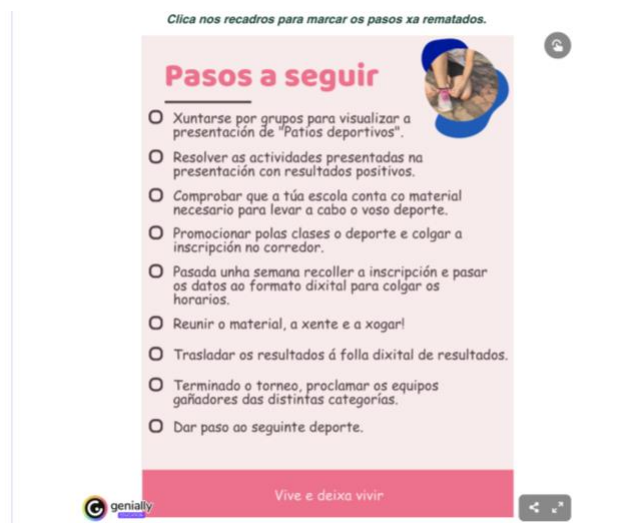 Clica nos recadros para marcar os pasos xa rematados.
Pasos a seguir
Xuntarse por grupos para visualizar a
presentación de "Patios deportivos".
Resolver as actividades presentadas na
presentación con resultados positivos.
Comprobar que a túa escola conta co material
necesario para levar a cabo o voso deporte.
Promocionar polas clases o deporte e colgar a
inscripción no corredor.
Pasada unha semana recoller a inscripción e pasar
os datos ao formato dixital para colgar os
horarios.
Reunir o material, a xente e a xogar!
Trasladar os resultados á folla dixital de resultados.
Terminado o torneo, proclamar os equipos
gañadores das distintas categorías.
Dar paso ao seguinte deporte.
Vive e deixa vivir
genially